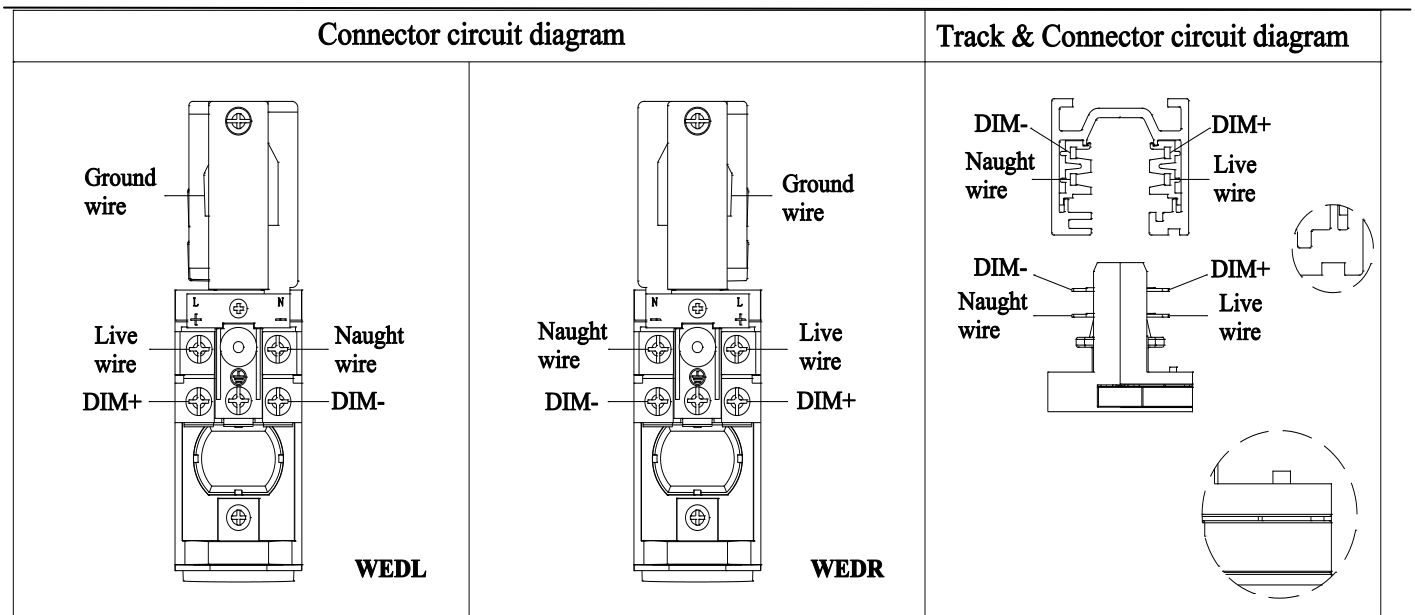 Connector circuit diagram
Track & Connector circuit diagram
Ground
wire
L
N
+
-
Live
wire
Naught
wire
DIM+
DIM-
WEDL
Ground
wire
N
L
-
+
Naught
wire
Live
wire
DIM-
DIM+
WEDR
DIM-
DIM+
Naught
wire
Live
wire
DIM-
DIM+
Naught
wire
Live
wire